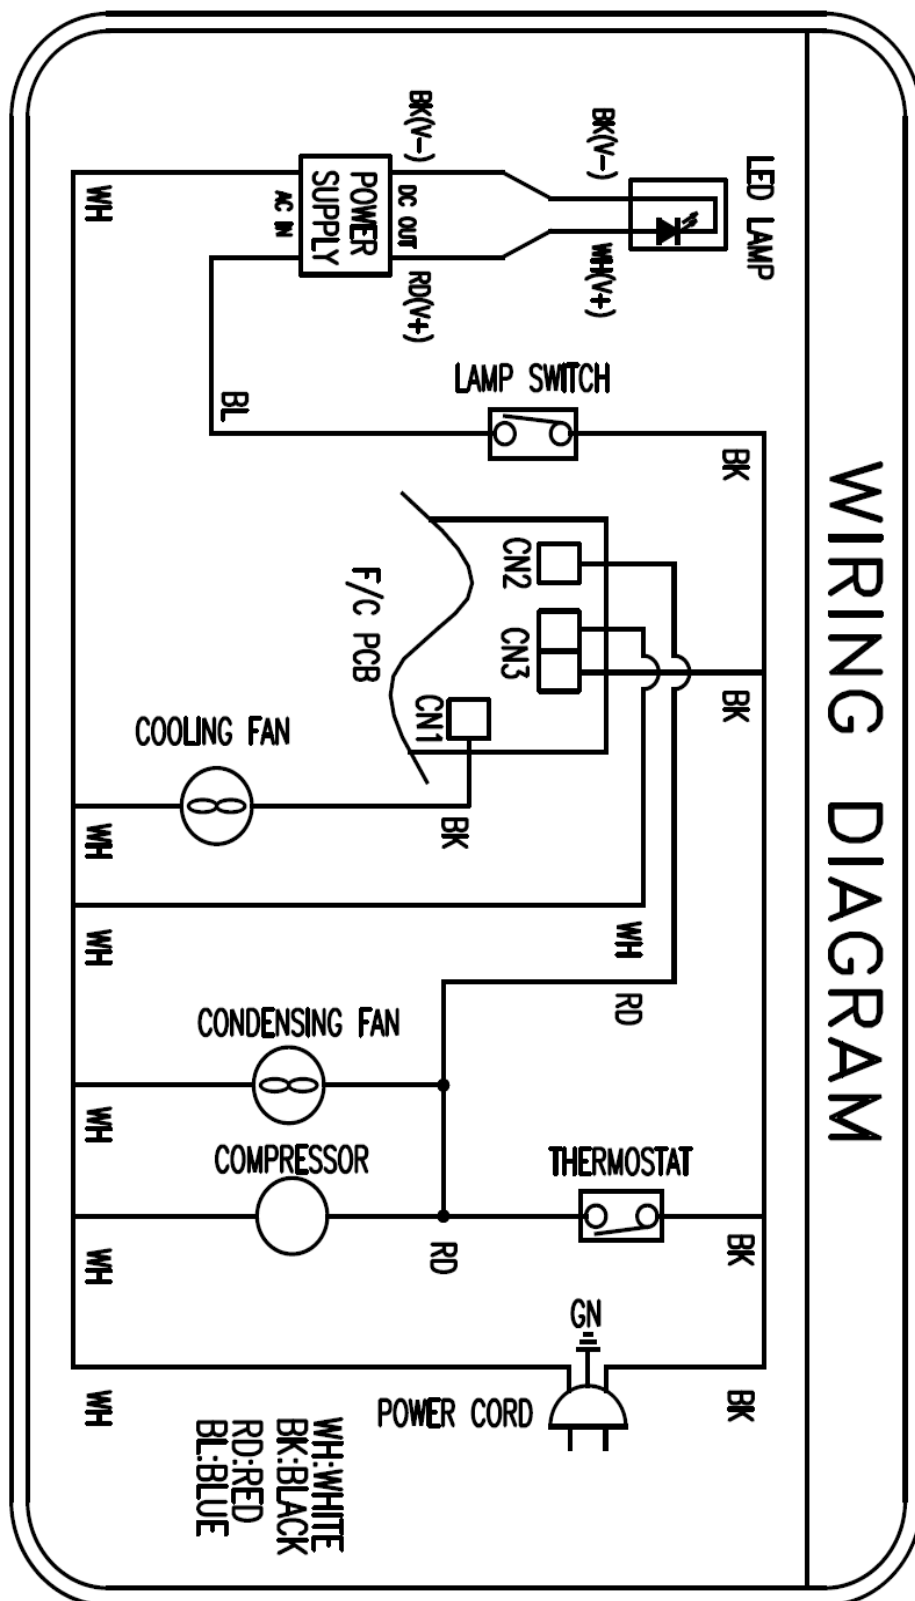 WIRING DIAGRAM
LED LAMP
BK(V-)
WH(V+)
BK(V-)
RD(V+)
DC OUT
POWER
SUPPLY
AC IN
WH
LAMP SWITCH
BL
BK
CN2
CN3
CN1
F/C PCB
BK
COOLING FAN
BK
WH
WH
WH
RD
CONDENSING FAN
WH
COMPRESSOR
THERMOSTAT
WH
RD
BK
GN
POWER CORD
WH
BK
WH:WHITE
BK:BLACK
RD:RED
BL:BLUE